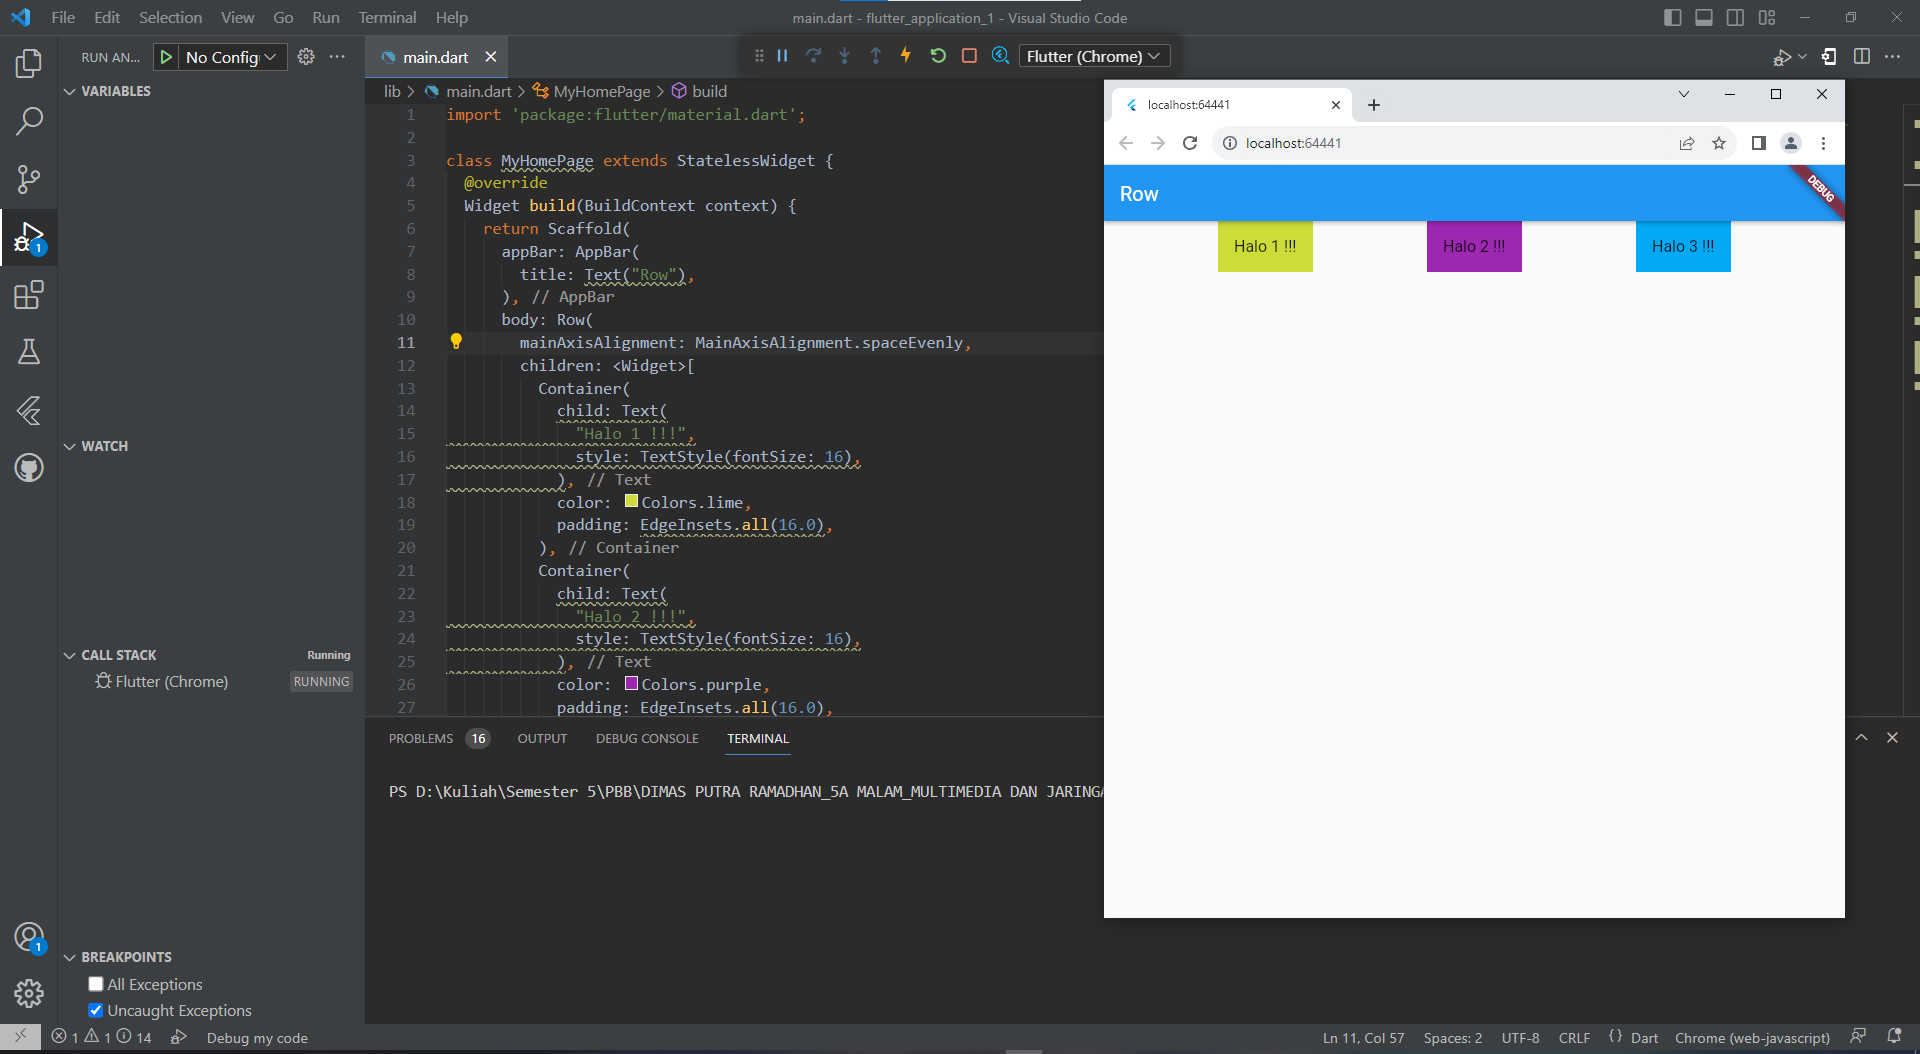 File Edit Selection View Go Run Terminal Help
main.dart - flutter_application_1 - Visual Studio Code
RUN AN... No Config
main.dart
Flutter (Chrome)
VARIABLES
WATCH
CALL STACK Running
Flutter (Chrome) RUNNING
BREAKPOINTS
All Exceptions
Uncaught Exceptions
1
1
lib > main.dart > MyHomePage > build
1 import 'package:flutter/material.dart';
2
3 class MyHomePage extends StatelessWidget {
4 @override
5 Widget build(BuildContext context) {
6 return Scaffold(
7 appBar: AppBar(
8 title: Text("Row"),
9 ), // AppBar
10 body: Row(
11 mainAxisAlignment: MainAxisAlignment.spaceEvenly,
12 children: <Widget>[
13 Container(
14 child: Text(
15 "Halo 1 !!!",
16 style: TextStyle(fontSize: 16),
17 ), // Text
18 color: Colors.lime,
19 padding: EdgeInsets.all(16.0),
20 ), // Container
21 Container(
22 child: Text(
23 "Halo 2 !!!",
24 style: TextStyle(fontSize: 16),
25 ), // Text
26 color: Colors.purple,
27 padding: EdgeInsets.all(16.0),
PROBLEMS 16 OUTPUT DEBUG CONSOLE TERMINAL
PS D:\Kuliah\Semester 5\PBB\DIMAS PUTRA RAMADHAN_5A MALAM_MULTIMEDIA DAN JARINGA
localhost:64441
localhost:64441
Row
DEBUG
Halo 1 !!! Halo 2 !!! Halo 3 !!!
1 1 14 Debug my code
Ln 11, Col 57 Spaces: 2 UTF-8 CRLF {} Dart Chrome (web-javascript)